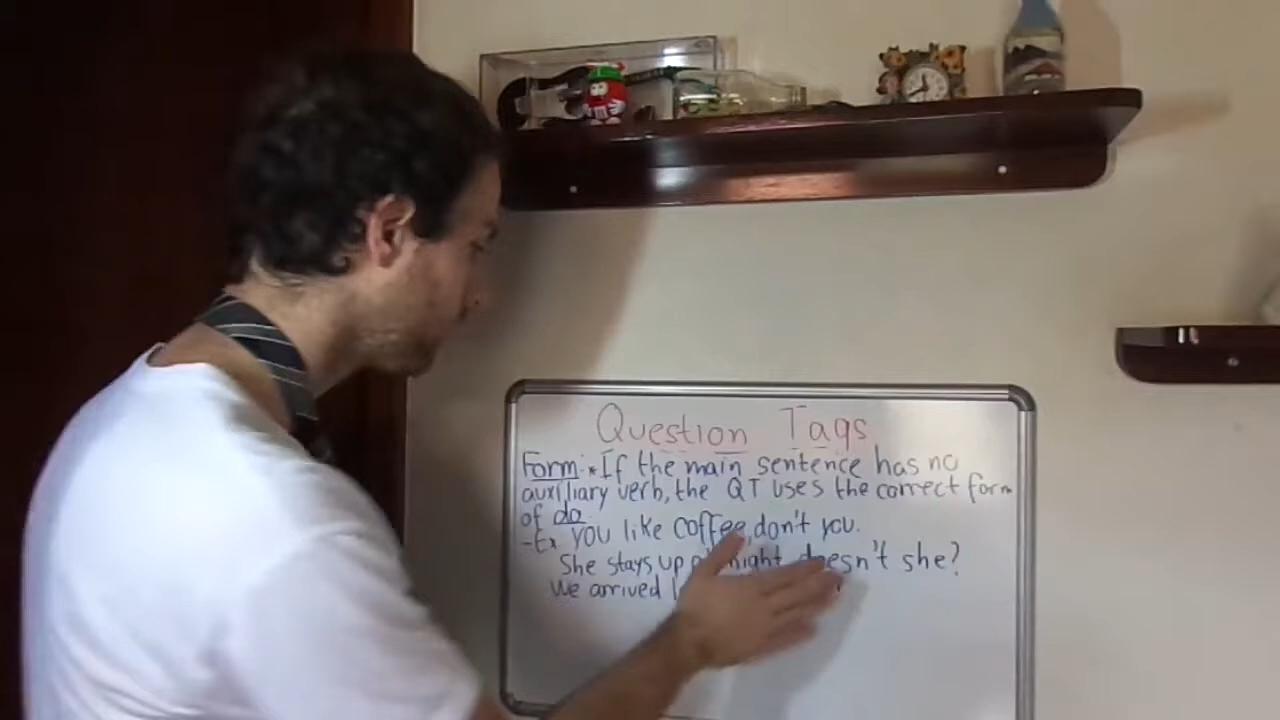 Question Tags
Form: *If the main sentence has no
auxiliary verb, the QT uses the correct form
of do
-Ex. You like coffee, don't you.
She stays up night doesn't she?
We arrived